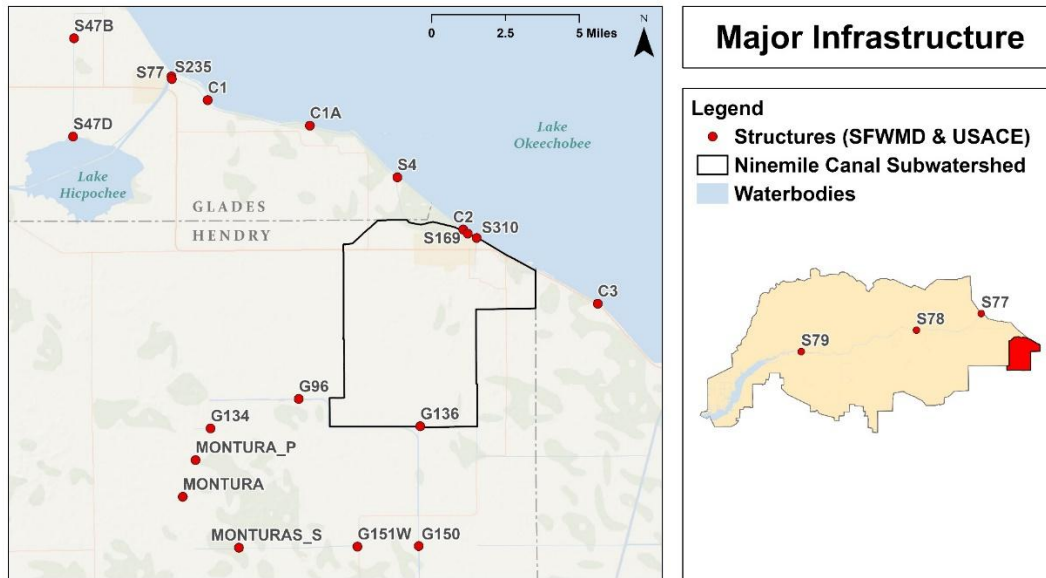 S47B
S235
S77
C1
C1A
S47D
Lake
Hicpochee
GLADES
HENDRY
S4
C2
S310
S169
C3
G96
G134
G136
MONTURA_P
MONTURA
MONTURAS_S
G151W
G150
Lake
Okeechobee
0 2.5 5 Miles
N
Major Infrastructure
Legend
Structures (SFWMD & USACE)
Ninemile Canal Subwatershed
Waterbodies
S77
S78
S79